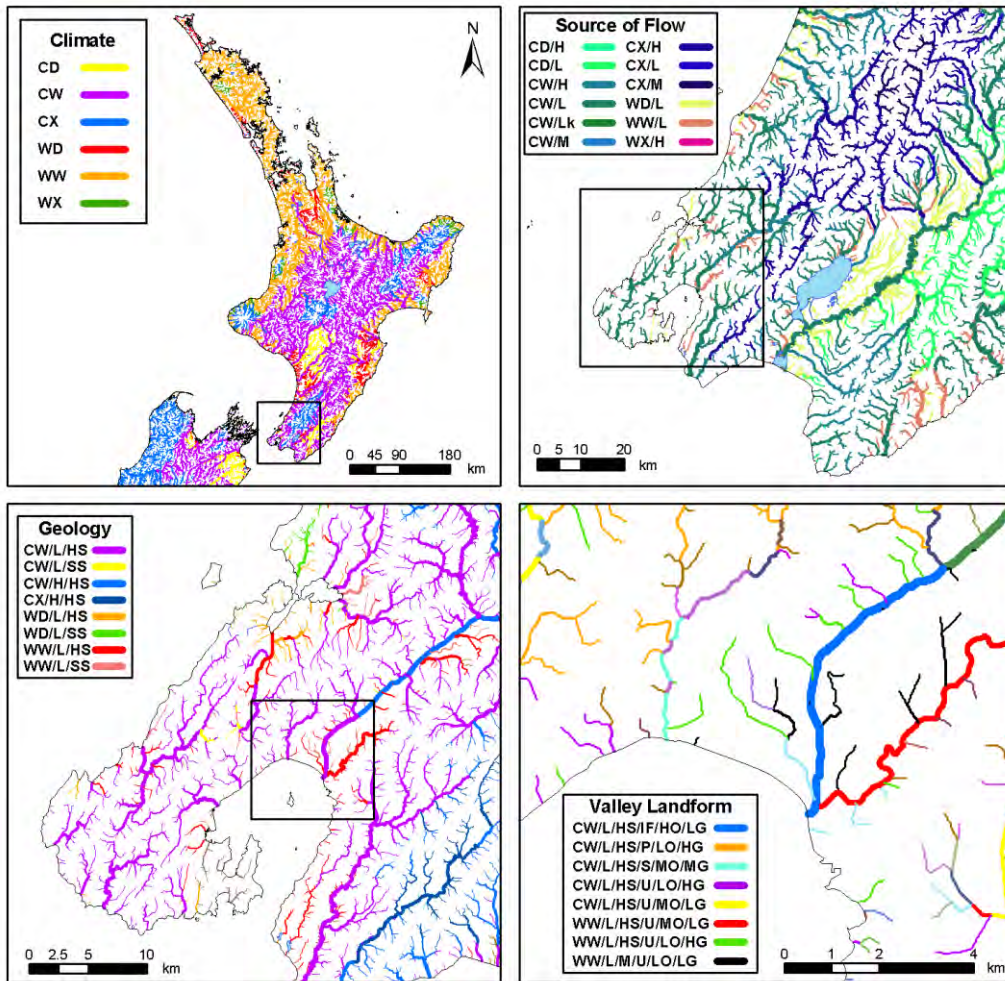 Climate
CD
CW
CX
WD
WW
WX
N
0 45 90 180
km
Source of Flow
CD/H CX/H
CD/L CX/L
CW/H CX/M
CW/L WD/L
CW/Lk WW/L
CW/M WX/H
0 5 10 20
km
Geology
CW/L/HS
CW/L/SS
CW/H/HS
CX/H/HS
WD/L/HS
WD/L/SS
WW/L/HS
WW/L/SS
0 2.5 5 10
km
Valley Landform
CW/L/HS/IF/HO/LG
CW/L/HS/P/LO/HG
CW/L/HS/S/MO/MG
CW/L/HS/U/LO/HG
CW/L/HS/U/MO/LG
WW/L/HS/U/MO/LG
WW/L/HS/U/LO/HG
WW/L/M/U/LO/LG
0 1 2 4
km